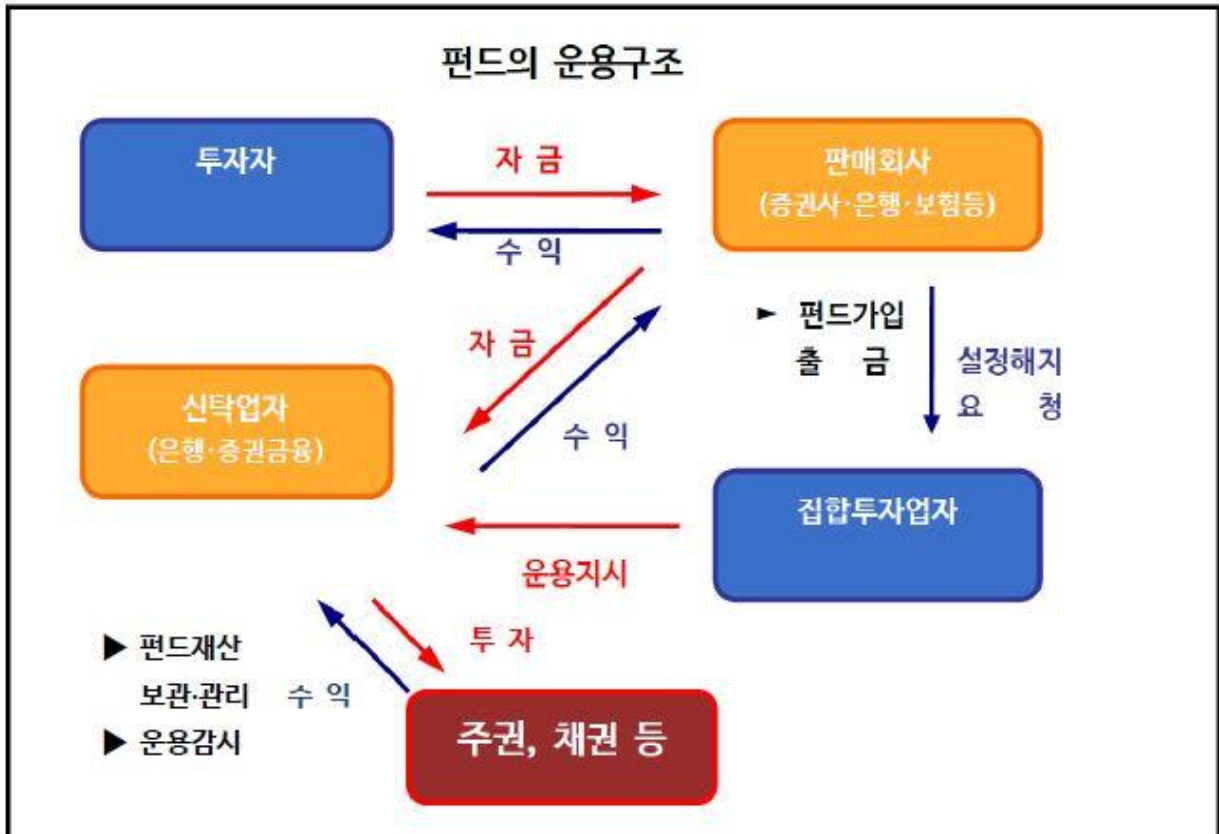 펀드의 운용구조
투자자
자 금
판매회사
(증권사·은행·보험등)
수 익
자 금
► 펀드가입
출 금
설정해지
요 청
신탁업자
(은행·증권금융)
수 익
집합투자업자
운용지시
▶ 펀드재산
보관·관리
수 익
▶ 운용감시
투 자
주권, 채권 등